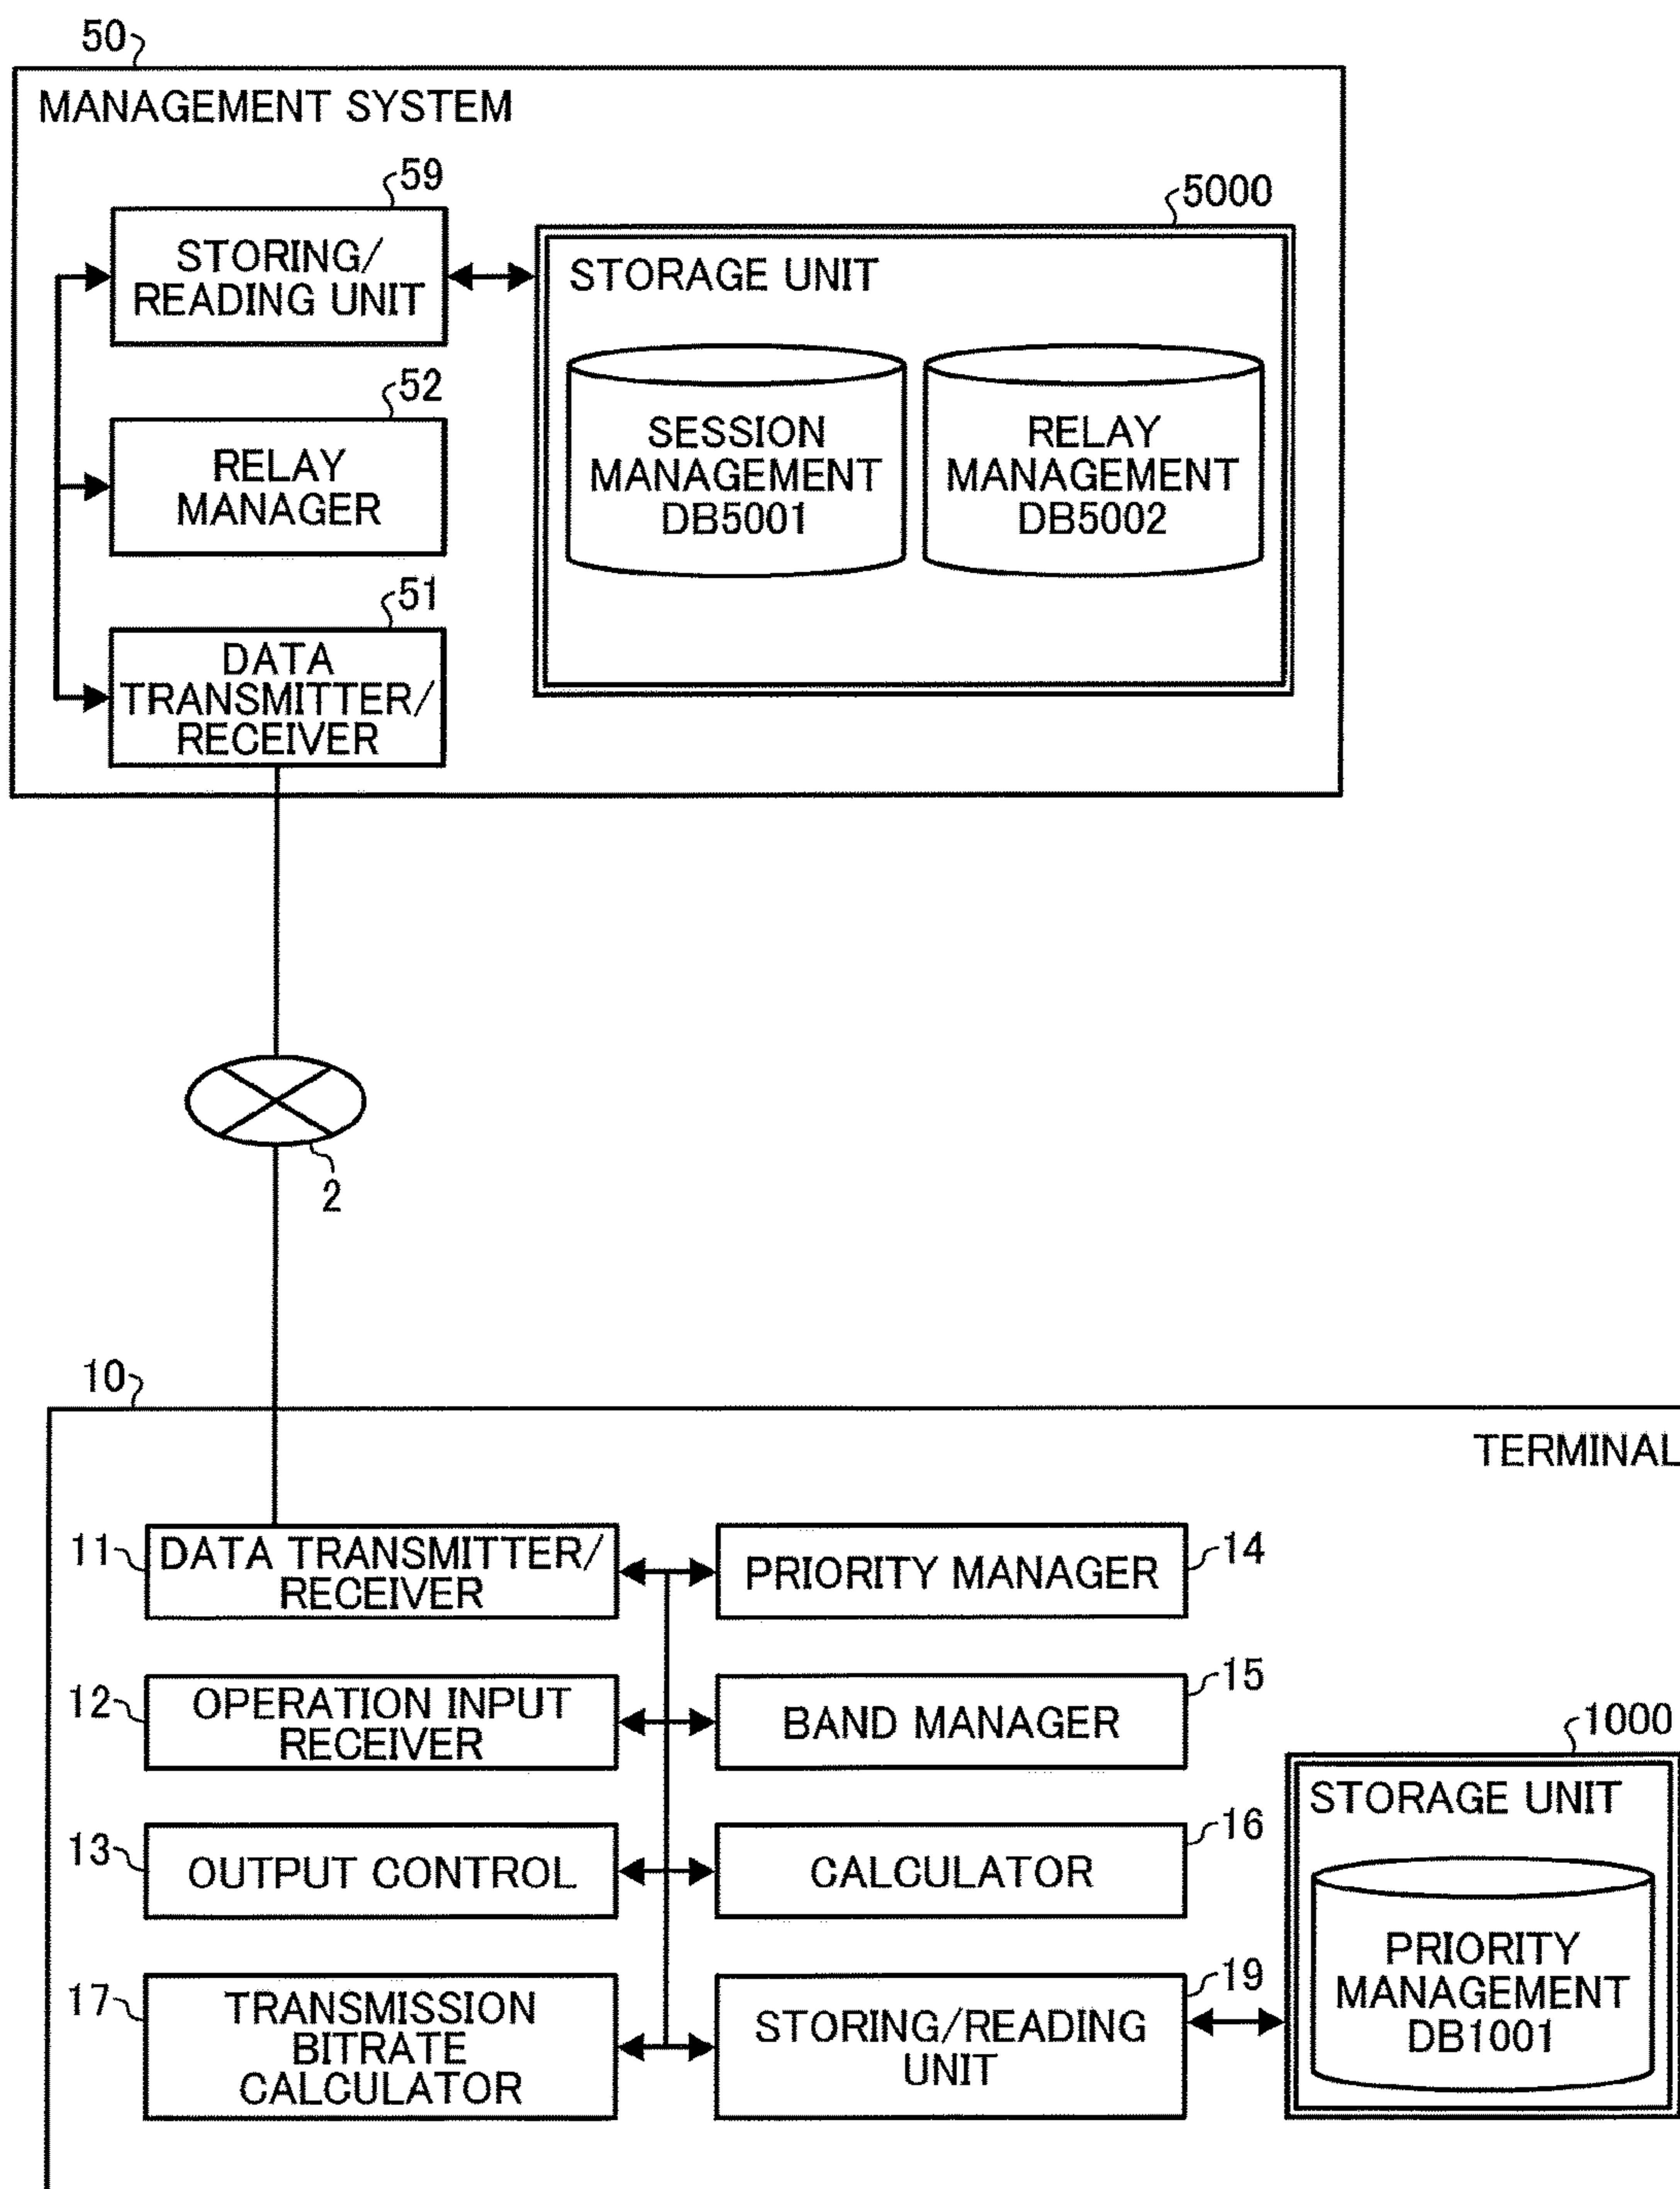 50
MANAGEMENT SYSTEM
59
STORING/
READING UNIT
5000
STORAGE UNIT
SESSION
MANAGEMENT
DB5001
RELAY
MANAGEMENT
DB5002
52
RELAY
MANAGER
51
DATA
TRANSMITTER/
RECEIVER
2
10
TERMINAL
11
DATA TRANSMITTER/
RECEIVER
PRIORITY MANAGER
14
12
OPERATION INPUT
RECEIVER
BAND MANAGER
15
13
OUTPUT CONTROL
CALCULATOR
16
17
TRANSMISSION
BITRATE
CALCULATOR
STORING/READING
UNIT
19
1000
STORAGE UNIT
PRIORITY
MANAGEMENT
DB1001